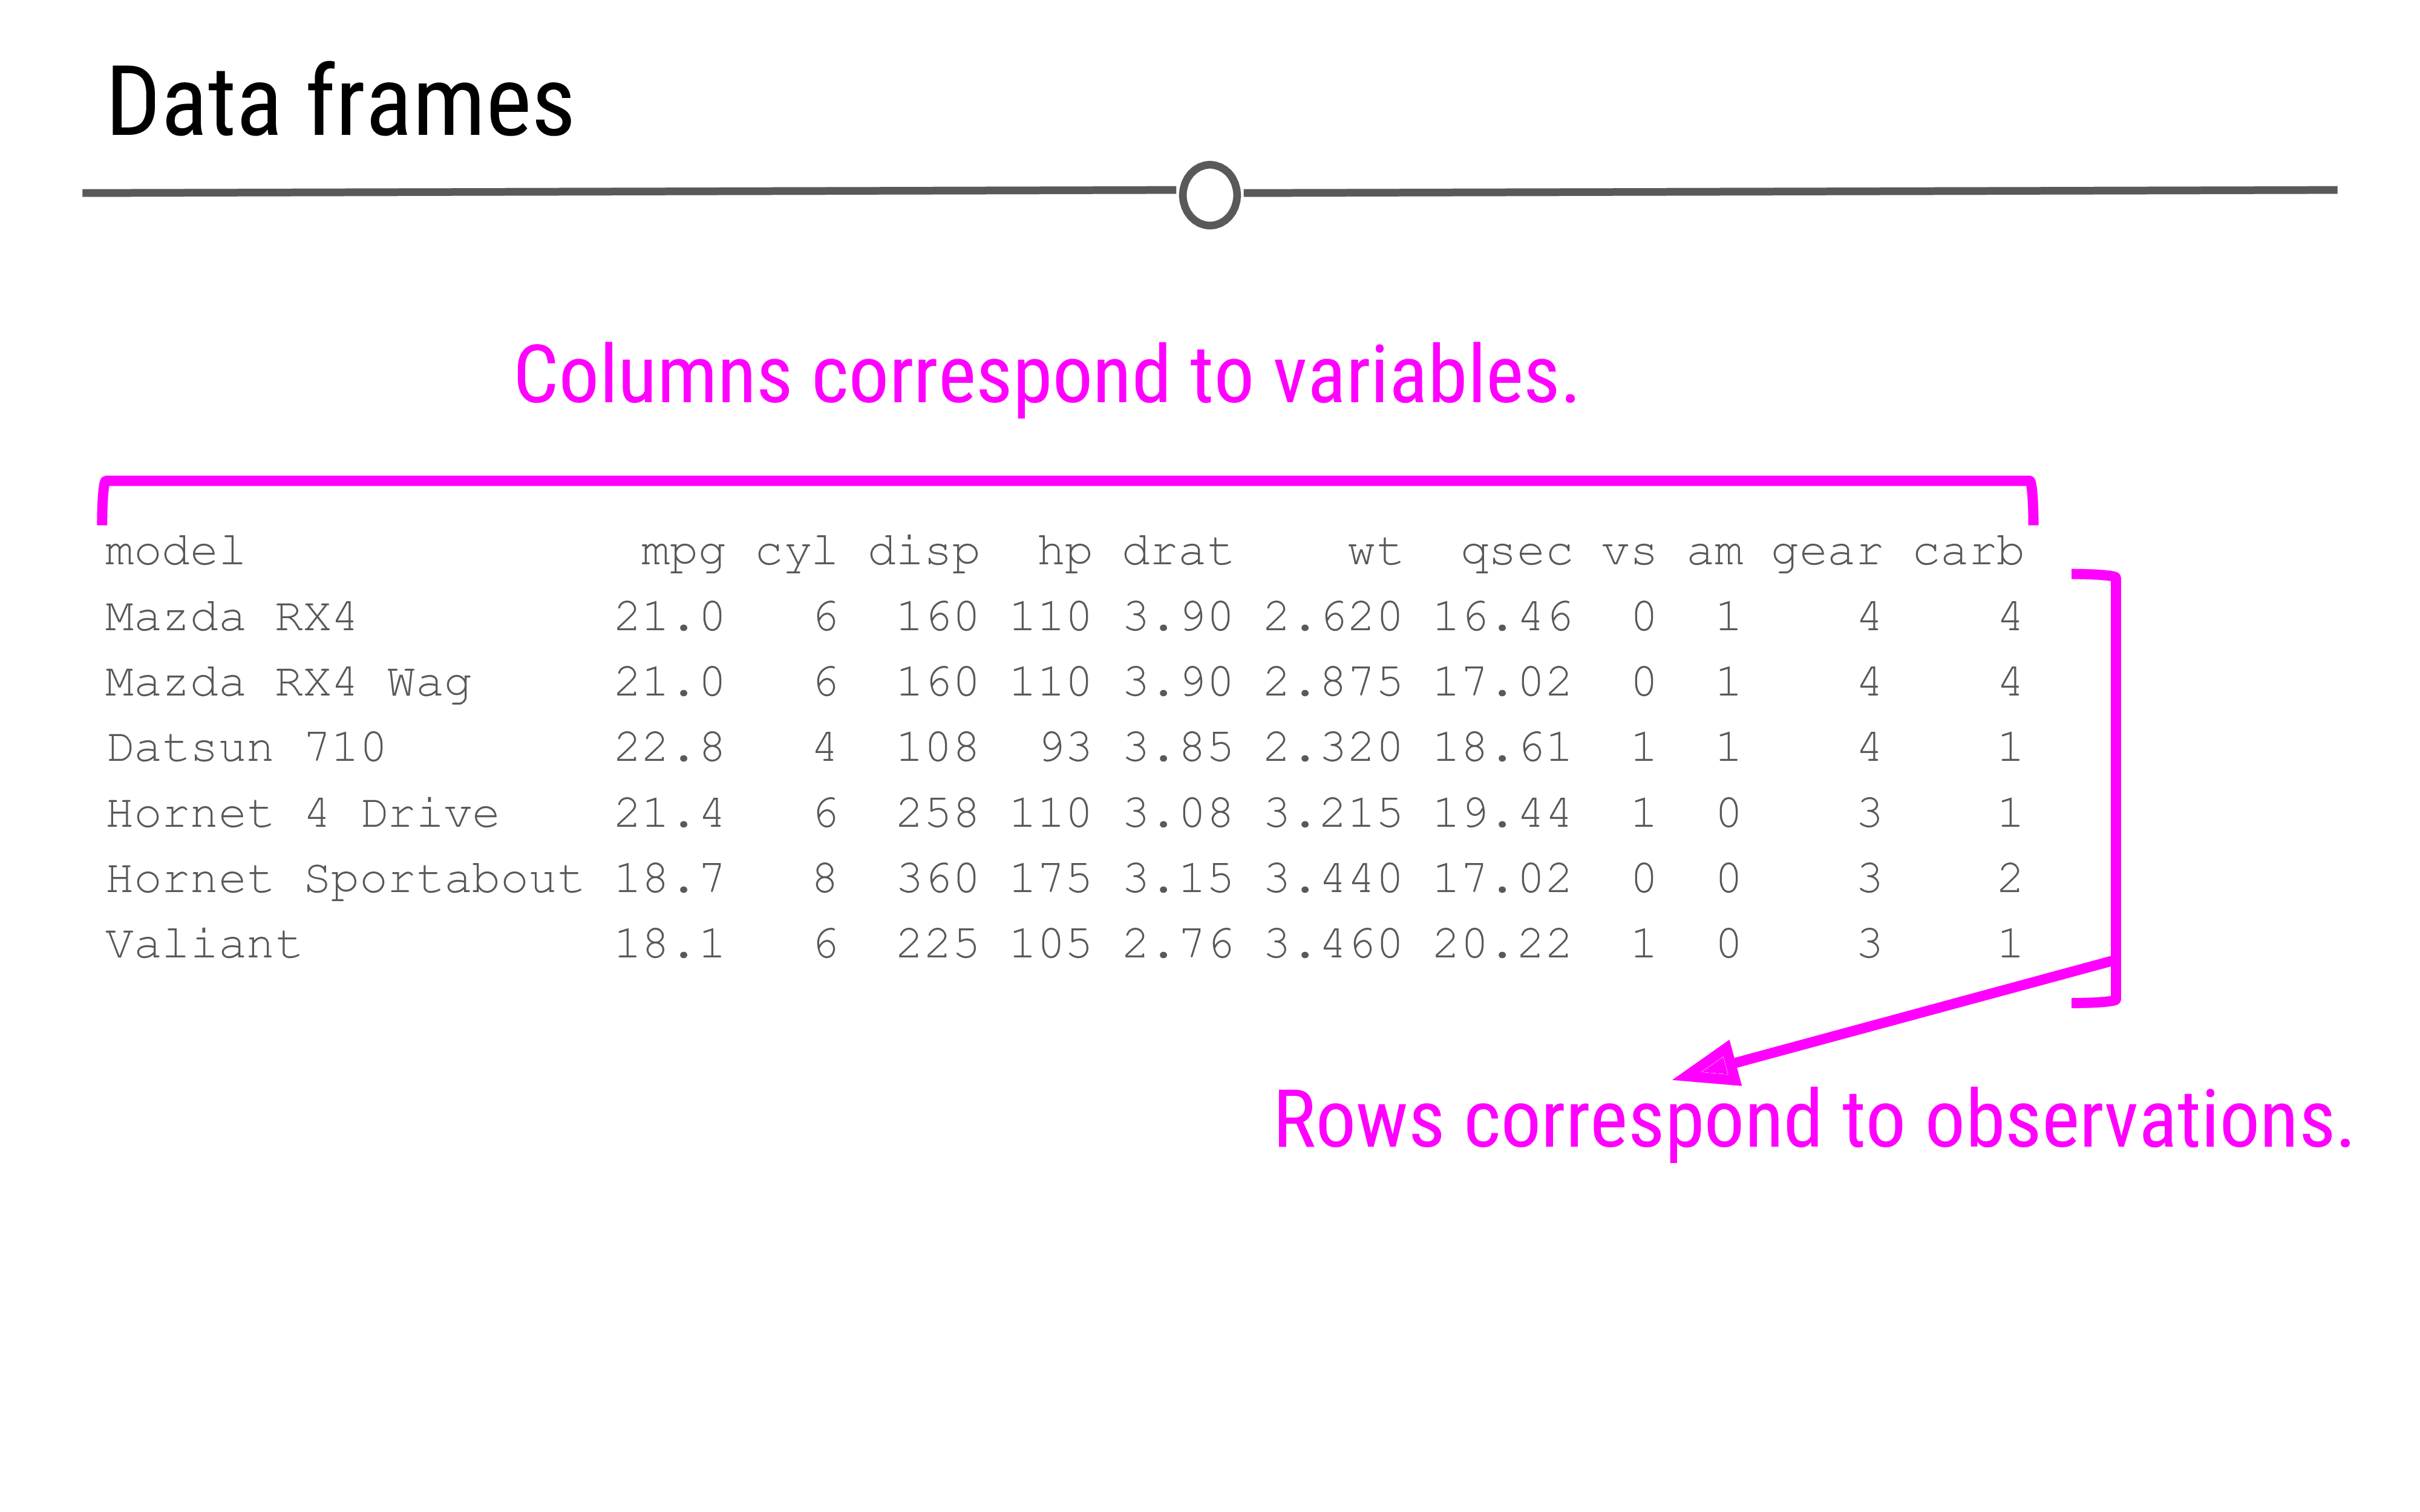 Data frames
Columns correspond to variables.
model mpg cyl disp hp drat wt qsec vs am gear carb
Mazda RX4 21.0 6 160 110 3.90 2.620 16.46 0 1 4 4
Mazda RX4 Wag 21.0 6 160 110 3.90 2.875 17.02 0 1 4 4
Datsun 710 22.8 4 108 93 3.85 2.320 18.61 1 1 4 1
Hornet 4 Drive 21.4 6 258 110 3.08 3.215 19.44 1 0 3 1
Hornet Sportabout 18.7 8 360 175 3.15 3.440 17.02 0 0 3 2
Valiant 18.1 6 225 105 2.76 3.460 20.22 1 0 3 1
Rows correspond to observations.